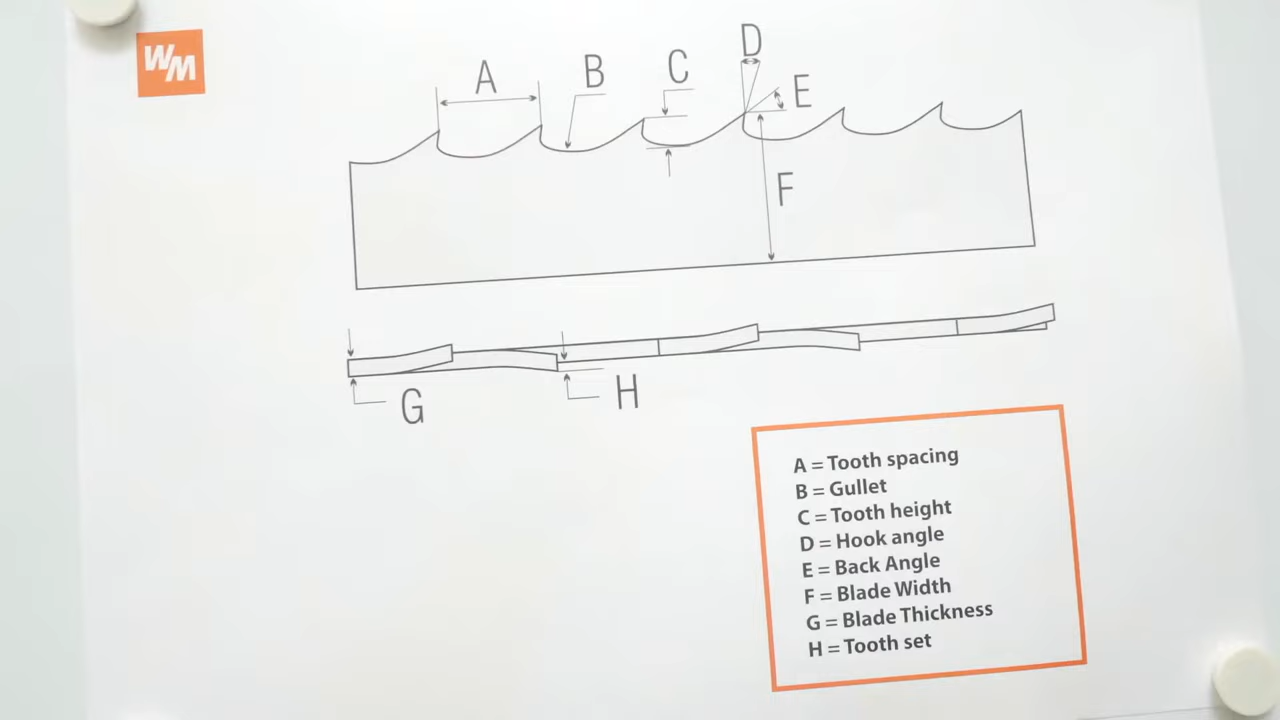 WM
A
B
C
D
E
F
G
H
A = Tooth spacing
B = Gullet
C = Tooth height
D = Hook angle
E = Back Angle
F = Blade Width
G = Blade Thickness
H = Tooth set